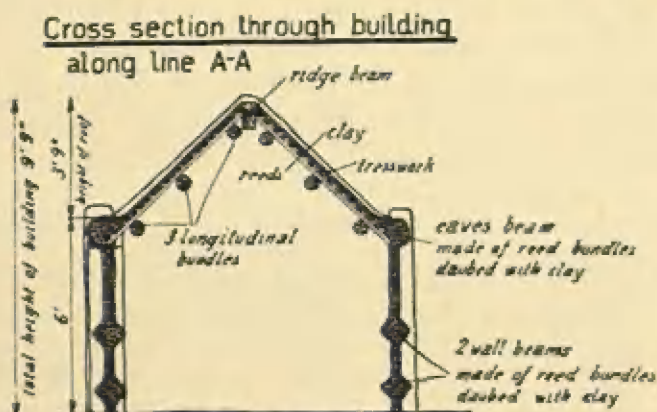 Cross section through building
along line A-A
ridge beam
clay
tresswork
reeds
3 longitudinal
bundles
eaves beam
made of reed bundles
daubed with clay
2 wall beams
made of reed bundles
daubed with clay
total height of building 9' 9"
3' 9"
height of roof
6'